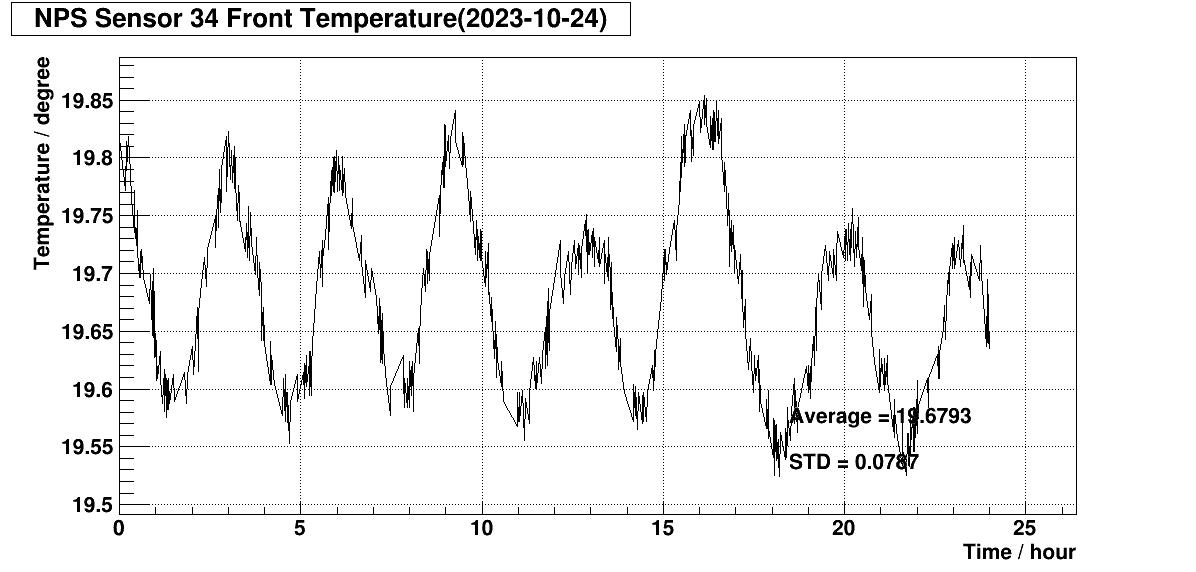 NPS Sensor 34 Front Temperature(2023-10-24)
Temperature / degree
19.85
19.8
19.75
19.7
19.65
19.6
19.55
19.5
Average = 19.6793
STD = 0.0787
0 5 10 15 20 25
Time / hour